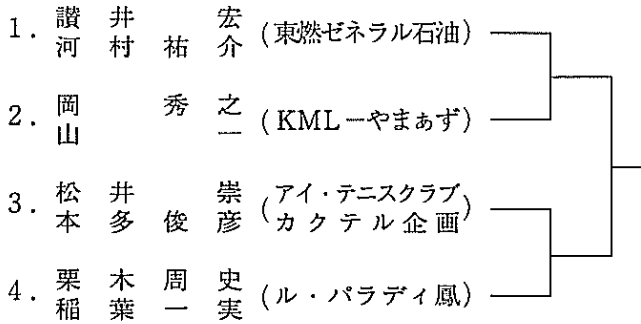 1. 讃井 宏
河村祐介 (東燃ゼネラル石油)
2. 岡 秀之
山 一 (KMLーやまぁず)
3. 松井 崇 (アイ・テニスクラブ
本多俊彦 カクテル企画)
4. 栗木周史
稲葉一実 (ル・パラディ鳳)